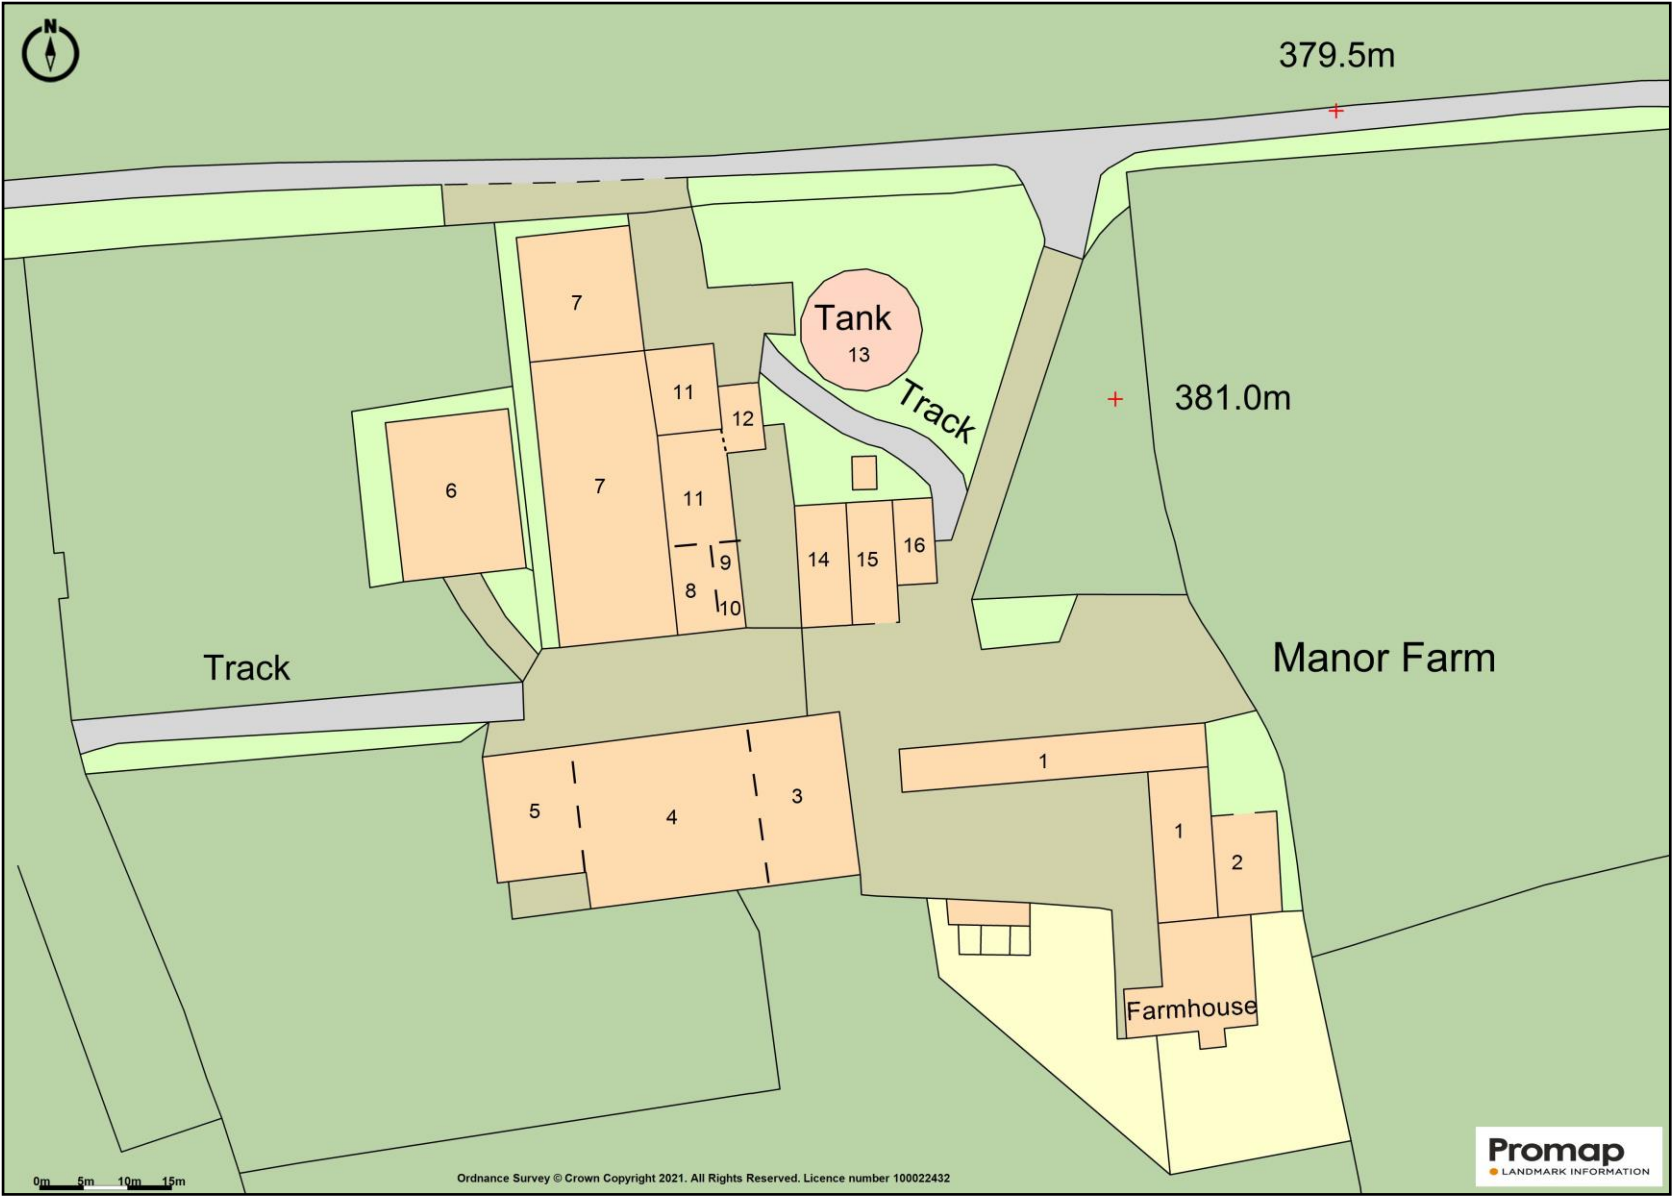 N
379.5m
7
Tank
13
11
Track
381.0m
12
6
7
11
14
15
16
9
8
10
Track
Manor Farm
1
5
4
3
1
2
Farmhouse
0m 5m 10m 15m
Ordnance Survey © Crown Copyright 2021. All Rights Reserved. Licence number 100022432
Promap
LANDMARK INFORMATION